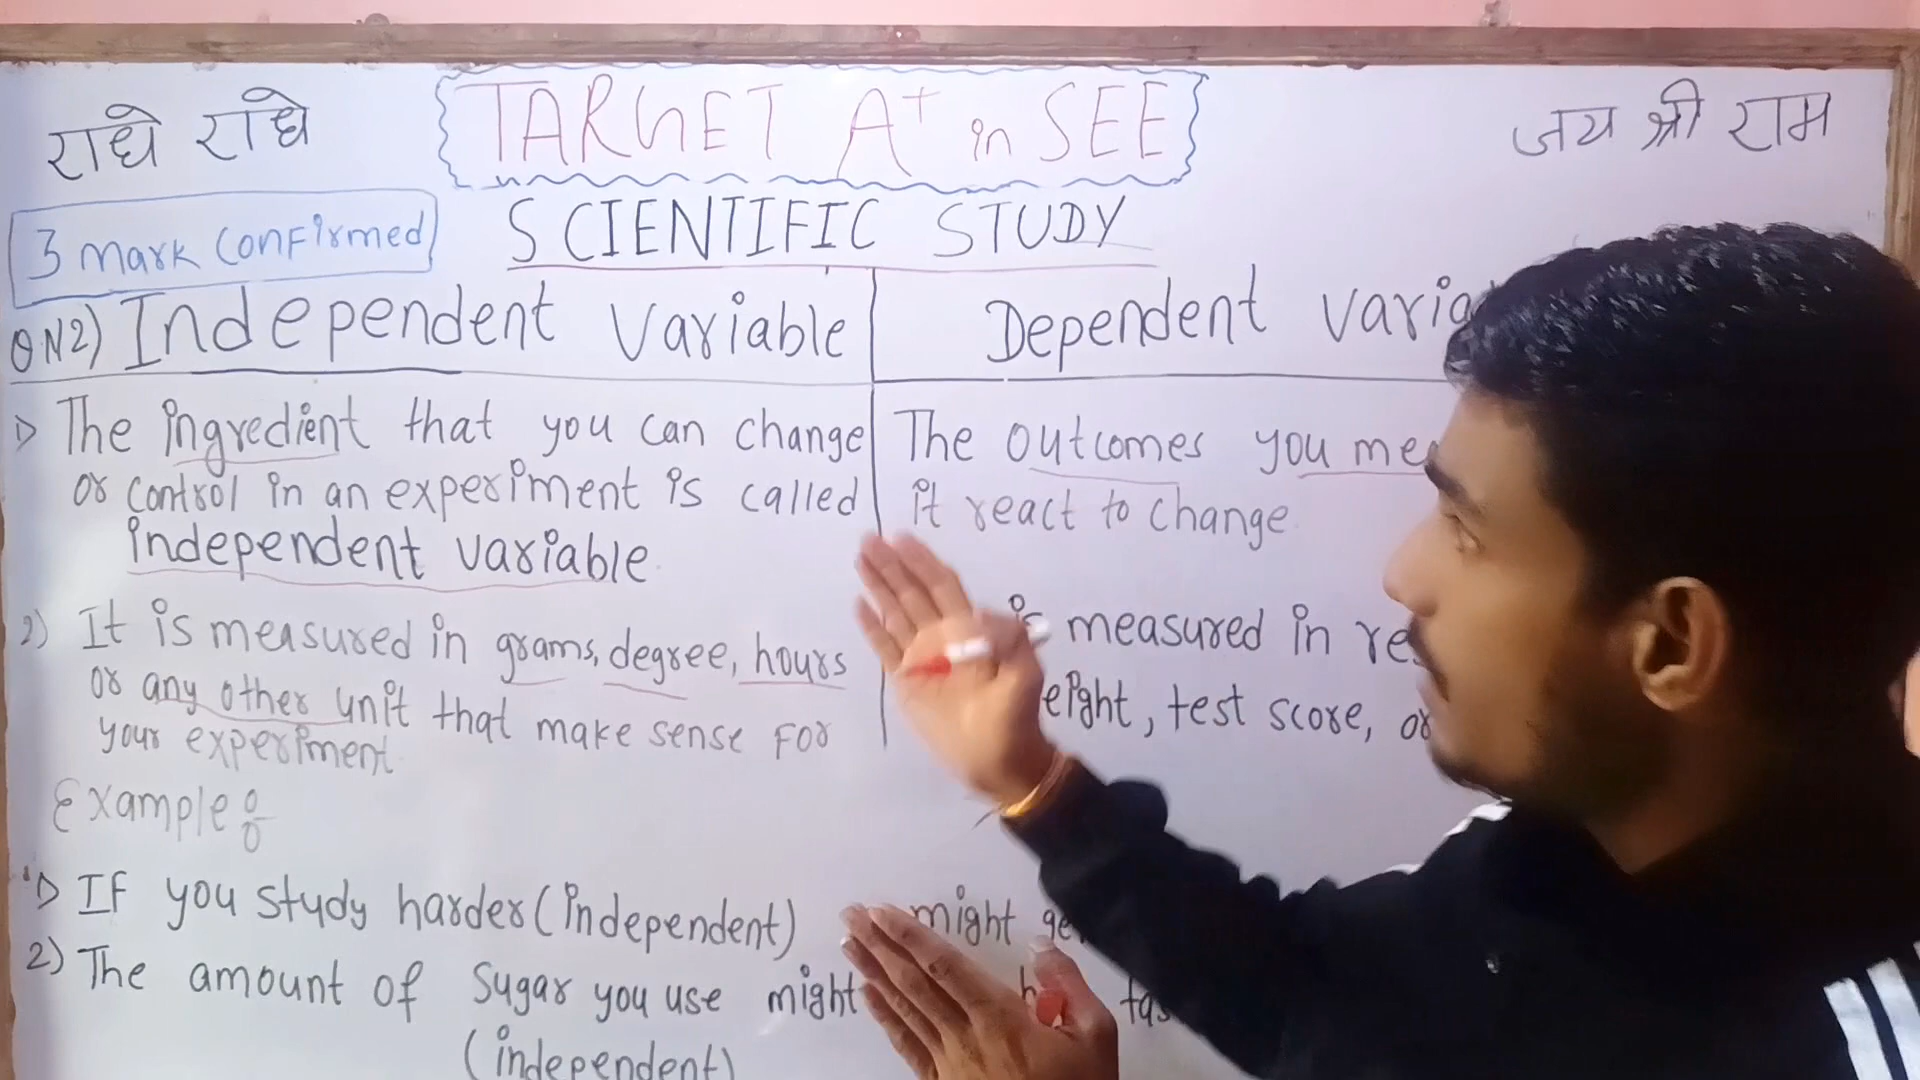 राधे राधे
TARGET A+ in SEE
जय श्री राम
3 mark confirmed
SCIENTIFIC STUDY
QN2) Independent Variable
Dependent
1) The ingredient that you can change
or control in an experiment is called
independent variable.
The outcomes you
it react to change.
2) It is measured in grams, degree, hours
or any other unit that make sense for
your experiment
is measured in
test score, or
Example:
1) If you study harder (independent)
might
2) The amount of sugar you use might
(independent)